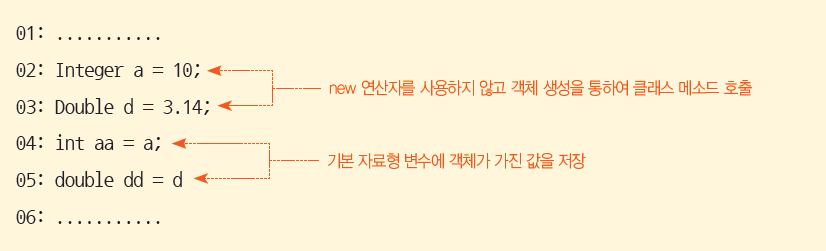 01: ...........
02: Integer a = 10;
new 연산자를 사용하지 않고 객체 생성을 통하여 클래스 메소드 호출
03: Double d = 3.14;
04: int aa = a;
기본 자료형 변수에 객체가 가진 값을 저장
05: double dd = d
06: ...........